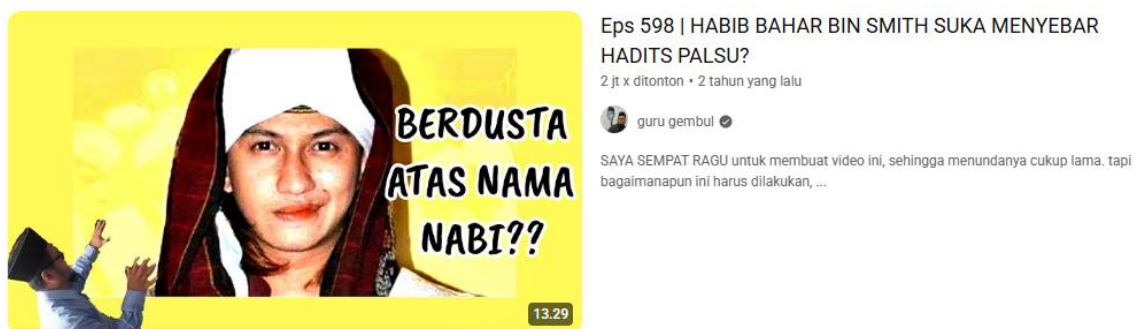 BERDUSTA
ATAS NAMA
NABI??
13.29
Eps 598 | HABIB BAHAR BIN SMITH SUKA MENYEBAR
HADITS PALSU?
2 jt x ditonton • 2 tahun yang lalu
guru gembul
SAYA SEMPAT RAGU untuk membuat video ini, sehingga menundanya cukup lama. tapi
bagaimanapun ini harus dilakukan, ...